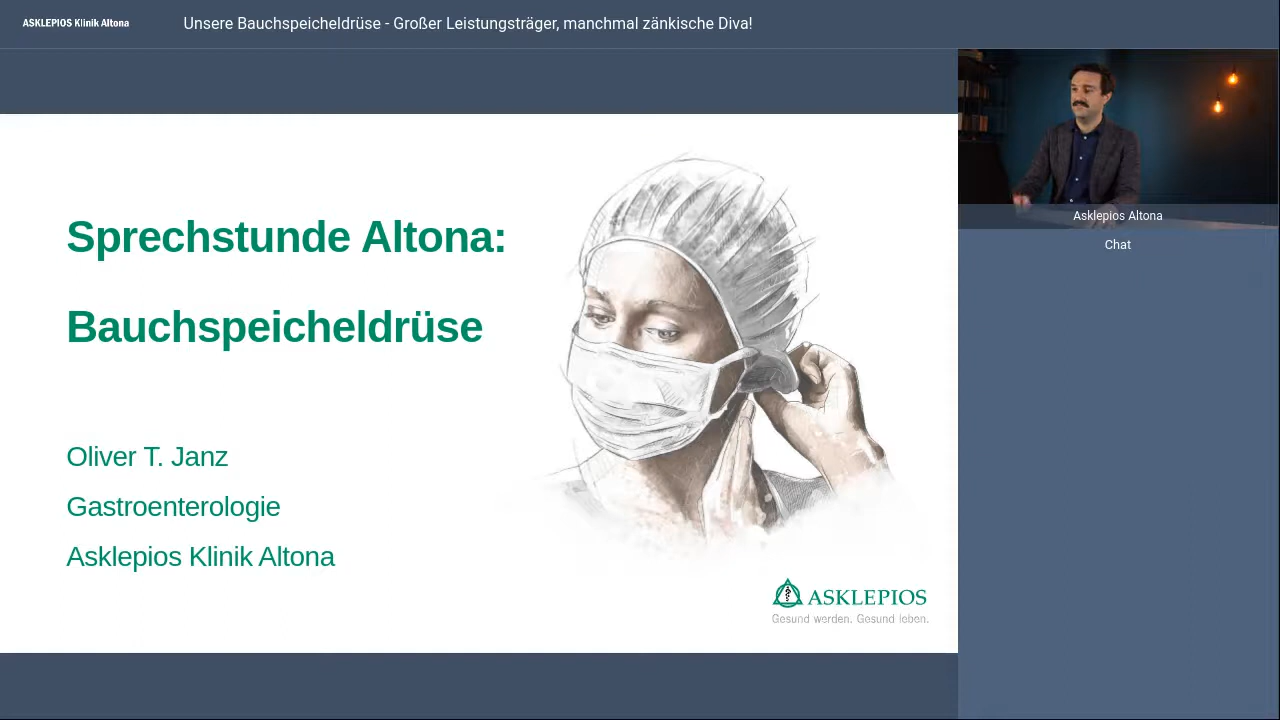 ASKLEPIOS Klinik Altona
Unsere Bauchspeicheldrüse - Großer Leistungsträger, manchmal zänkische Diva!
Sprechstunde Altona:
Bauchspeicheldrüse
Oliver T. Janz
Gastroenterologie
Asklepios Klinik Altona
ASKLEPIOS
Gesund werden. Gesund leben.
Asklepios Altona
Chat